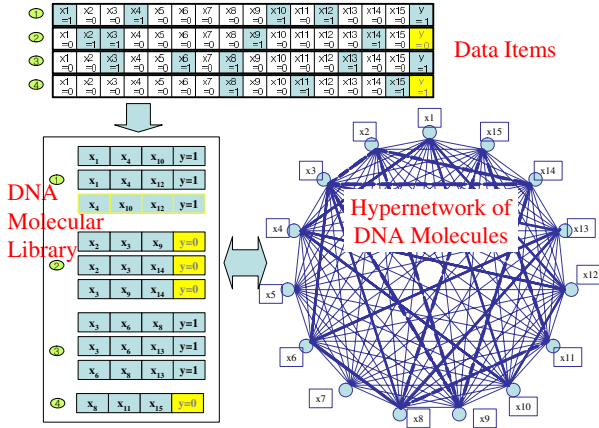 1 x1 x2 x3 x4 x5 x6 x7 x8 x9 x10 x11 x12 x13 x14 x15 y
=1 =0 =0 =1 =0 =0 =0 =0 =0 =1 =0 =1 =0 =0 =0 =1
2 x1 x2 x3 x4 x5 x6 x7 x8 x9 x10 x11 x12 x13 x14 x15 y
=0 =1 =1 =0 =0 =0 =0 =0 =1 =0 =0 =0 =0 =1 =0 =0
3 x1 x2 x3 x4 x5 x6 x7 x8 x9 x10 x11 x12 x13 x14 x15 y
=0 =0 =1 =0 =0 =1 =0 =1 =0 =0 =0 =0 =1 =0 =0 =1
4 x1 x2 x3 x4 x5 x6 x7 x8 x9 x10 x11 x12 x13 x14 x15 y
=0 =0 =0 =0 =0 =0 =0 =1 =0 =0 =1 =0 =0 =0 =1 =1
Data Items
DNA
Molecular
Library
1
x1 x4 x10 y=1
x1 x4 x12 y=1
x4 x10 x12 y=1
2
x2 x3 x9 y=0
x2 x3 x14 y=0
x3 x9 x14 y=0
3
x3 x6 x8 y=1
x3 x6 x13 y=1
x6 x8 x13 y=1
4
x8 x11 x15 y=0
Hypernetwork of
DNA Molecules
x1
x2
x3
x4
x5
x6
x7
x8
x9
x10
x11
x12
x13
x14
x15